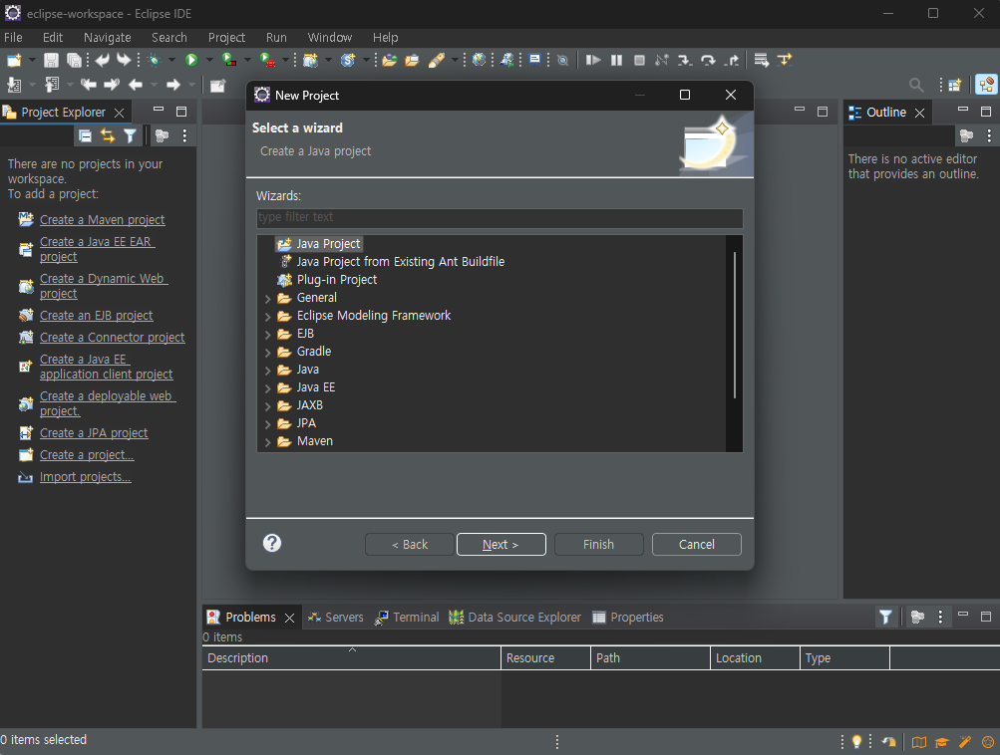 eclipse-workspace - Eclipse IDE
File Edit Navigate Search Project Run Window Help
Project Explorer
There are no projects in your
workspace.
To add a project:
Create a Maven project
Create a Java EE EAR
project
Create a Dynamic Web
project
Create an EJB project
Create a Connector project
Create a Java EE
application client project
Create a deployable web
project.
Create a JPA project
Create a project...
Import projects...
New Project
Select a wizard
Create a Java project
Wizards:
type filter text
Java Project
Java Project from Existing Ant Buildfile
Plug-in Project
General
Eclipse Modeling Framework
EJB
Gradle
Java
Java EE
JAXB
JPA
Maven
< Back Next > Finish Cancel
Outline
There is no active editor
that provides an outline.
Problems Servers Terminal Data Source Explorer Properties
0 items
Description Resource Path Location Type
0 items selected